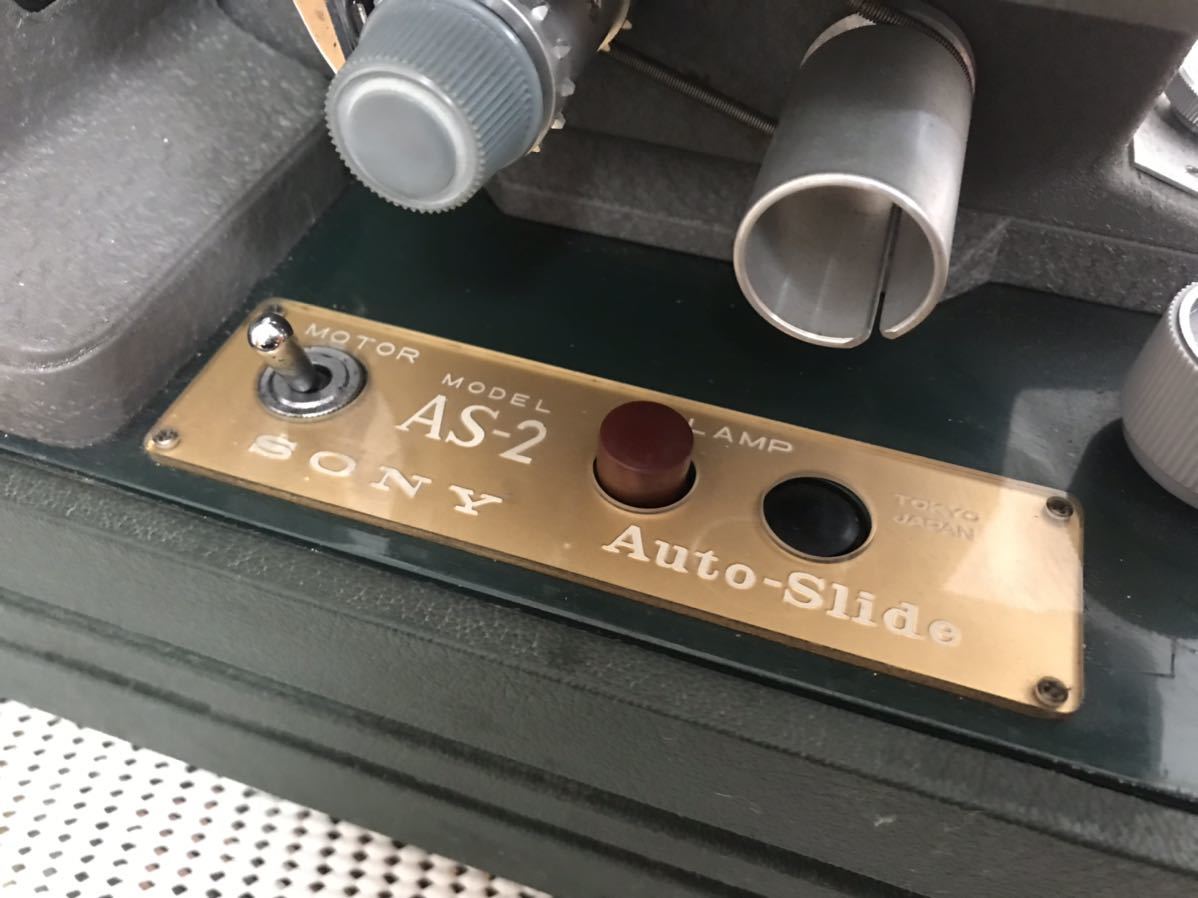 MOTOR
MODEL
AS-2
SONY
LAMP
Auto-Slide
TOKYO
JAPAN